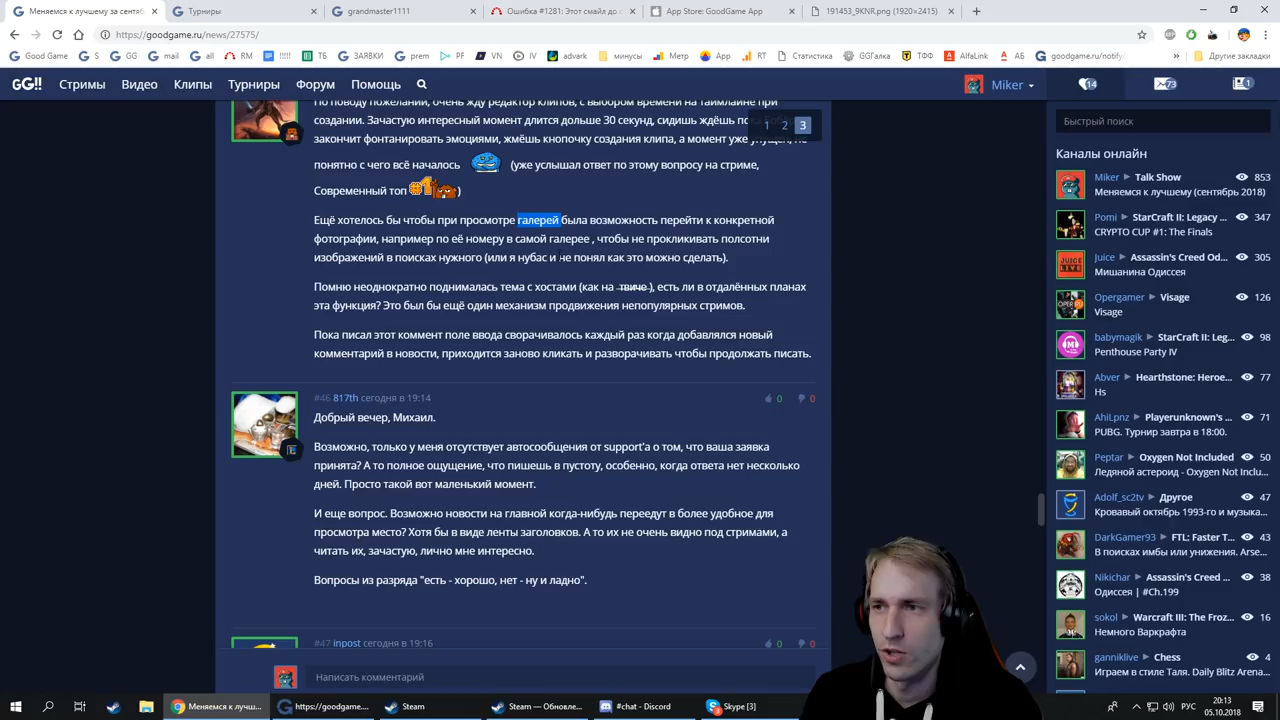 Меняемся к лучшему за сент
Турниры
grandmaster1111
Ошибка #1281: Этот смайл до с
App Store: GoodGame App
191453_9KNR.png (1920×2415)
https://goodgame.ru/news/27575/
Good Game
S
GG
Video
all
RM
!!!!!
ТБ
ЗАЯВКИ
prem
PF
VN
IV
advark
минусы
Метр
App
RT
Статистика
GGГалка
ТФФ
AlfaLink
АБ
goodgame.ru/notify
Другие закладки
GG!!
Стримы
Видео
Клипы
Турниры
Форум
Помощь
Miker
14
73
1
По поводу пожеланий, очень жду редактор клипов, с выбором времени на таймлайне при
создании. Зачастую интересный момент длится дольше 30 секунд, сидишь ждёшь пока
закончит фонтанировать эмоциями, жмёшь кнопочку создания клипа, а момент уже упущен, не
1 2 3
понятно с чего всё началось (уже услышал ответ по этому вопросу на стриме,
Современный топ #1 )
Ещё хотелось бы чтобы при просмотре галерей была возможность перейти к конкретной
фотографии, например по её номеру в самой галерее , чтобы не прокликивать полсотни
изображений в поисках нужного (или я нубас и не понял как это можно сделать).
Помню неоднократно поднималась тема с хостами (как на твиче ), есть ли в отдалённых планах
эта функция? Это был бы ещё один механизм продвижения непопулярных стримов.
Пока писал этот коммент поле ввода сворачивалось каждый раз когда добавлялся новый
комментарий в новости, приходится заново кликать и разворачивать чтобы продолжать писать.
#46 817th сегодня в 19:14
0 0
Добрый вечер, Михаил.
Возможно, только у меня отсутствует автосообщения от support'а о том, что ваша заявка
принята? А то полное ощущение, что пишешь в пустоту, особенно, когда ответа нет несколько
дней. Просто такой вот маленький момент.
И еще вопрос. Возможно новости на главной когда-нибудь переедут в более удобное для
просмотра место? Хотя бы в виде ленты заголовков. А то их не очень видно под стримами, а
читать их, зачастую, лично мне интересно.
Вопросы из разряда "есть - хорошо, нет - ну и ладно".
#47 inpost сегодня в 19:16
0 0
Написать комментарий
Быстрый поиск
Каналы онлайн
Miker Talk Show 853
Меняемся к лучшему (сентябрь 2018)
Pomi StarCraft II: Legacy ... 347
CRYPTO CUP #1: The Finals
Juice Assassin's Creed Od... 305
Мишанина Одиссея
Opergamer Visage 126
Visage
babymagik StarCraft II: Leg... 98
Penthouse Party IV
Abver Hearthstone: Heroe... 77
Hs
AhiLpnz Playerunknown's ... 71
PUBG. Турнир завтра в 18:00.
Peptar Oxygen Not Included 50
Ледяной астероид - Oxygen Not Inclu...
Adolf_sc2tv Другое 47
Кровавый октябрь 1993-го и музыка...
DarkGamer93 FTL: Faster T... 43
В поисках имбы или унижения. Arse...
Nikichar Assassin's Creed ... 38
Одиссея | #Ch.199
sokol Warcraft III: The Froz... 16
Немного Варкрафта
ganniklive Chess 4
Играем в стиле Таля. Daily Blitz Arena...
Меняемся к лучш...
https://goodgame....
Steam
Steam — Обновле...
#chat - Discord
Skype [3]
РУС
20:13
05.10.2018